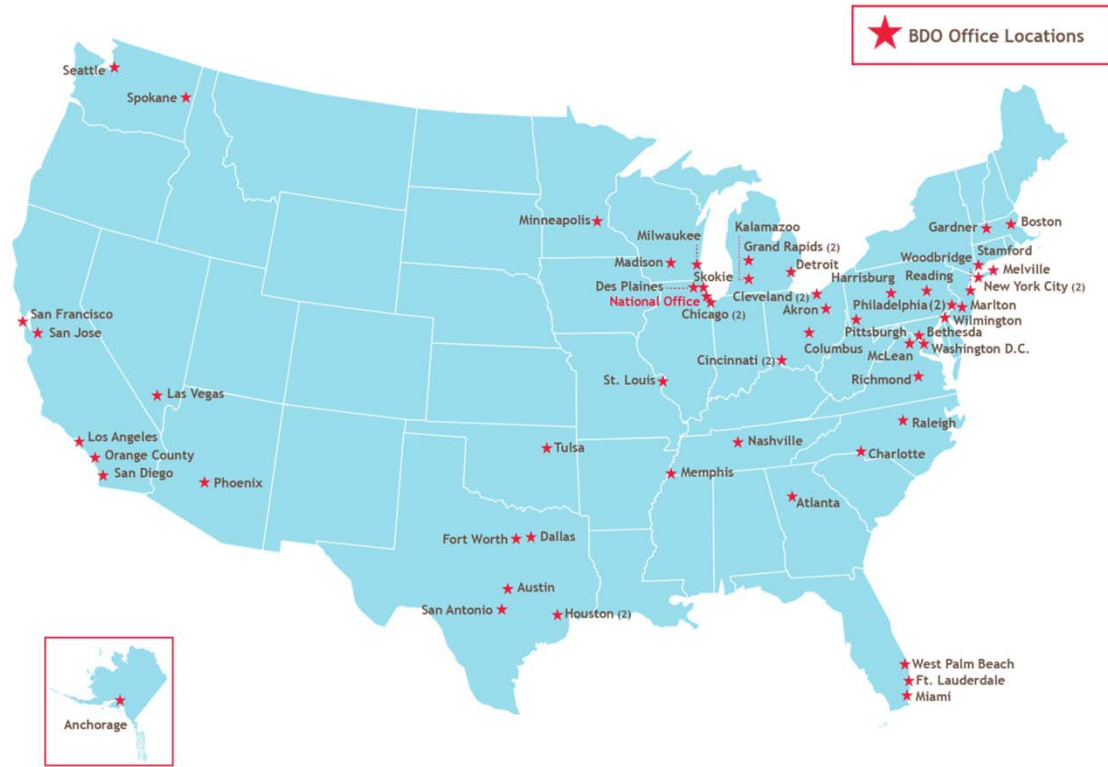 BDO Office Locations
Seattle
Spokane
Minneapolis
Milwaukee
Kalamazoo
Grand Rapids (2)
Madison
Skokie
Detroit
Des Plaines
National Office
Chicago (2)
Cleveland (2)
Akron
Columbus
Cincinnati (2)
St. Louis
Gardner
Boston
Woodbridge
Stamford
Melville
New York City (2)
Harrisburg
Reading
Philadelphia (2)
Marlton
Wilmington
Pittsburgh
Bethesda
McLean
Washington D.C.
Richmond
Raleigh
Charlotte
Nashville
Memphis
Atlanta
San Francisco
San Jose
Las Vegas
Los Angeles
Orange County
San Diego
Phoenix
Tulsa
Fort Worth
Dallas
Austin
San Antonio
Houston (2)
West Palm Beach
Ft. Lauderdale
Miami
Anchorage